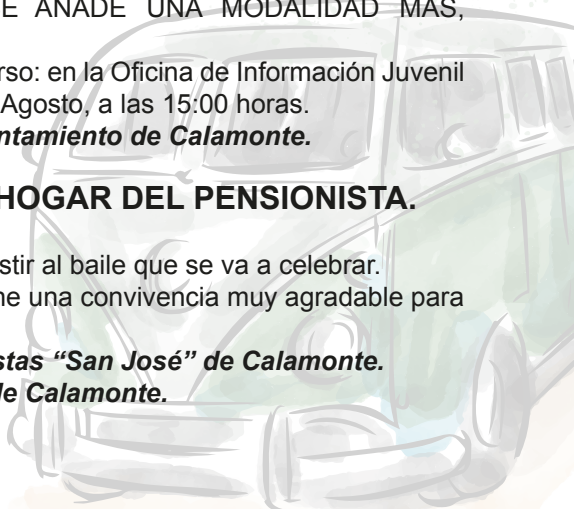 E AÑADE UNA MODALIDAD MÁS,
rso: en la Oficina de Información Juvenil
Agosto, a las 15:00 horas.
ntamiento de Calamonte.
HOGAR DEL PENSIONISTA.
stir al baile que se va a celebrar.
ne una convivencia muy agradable para
stas “San José” de Calamonte.
de Calamonte.